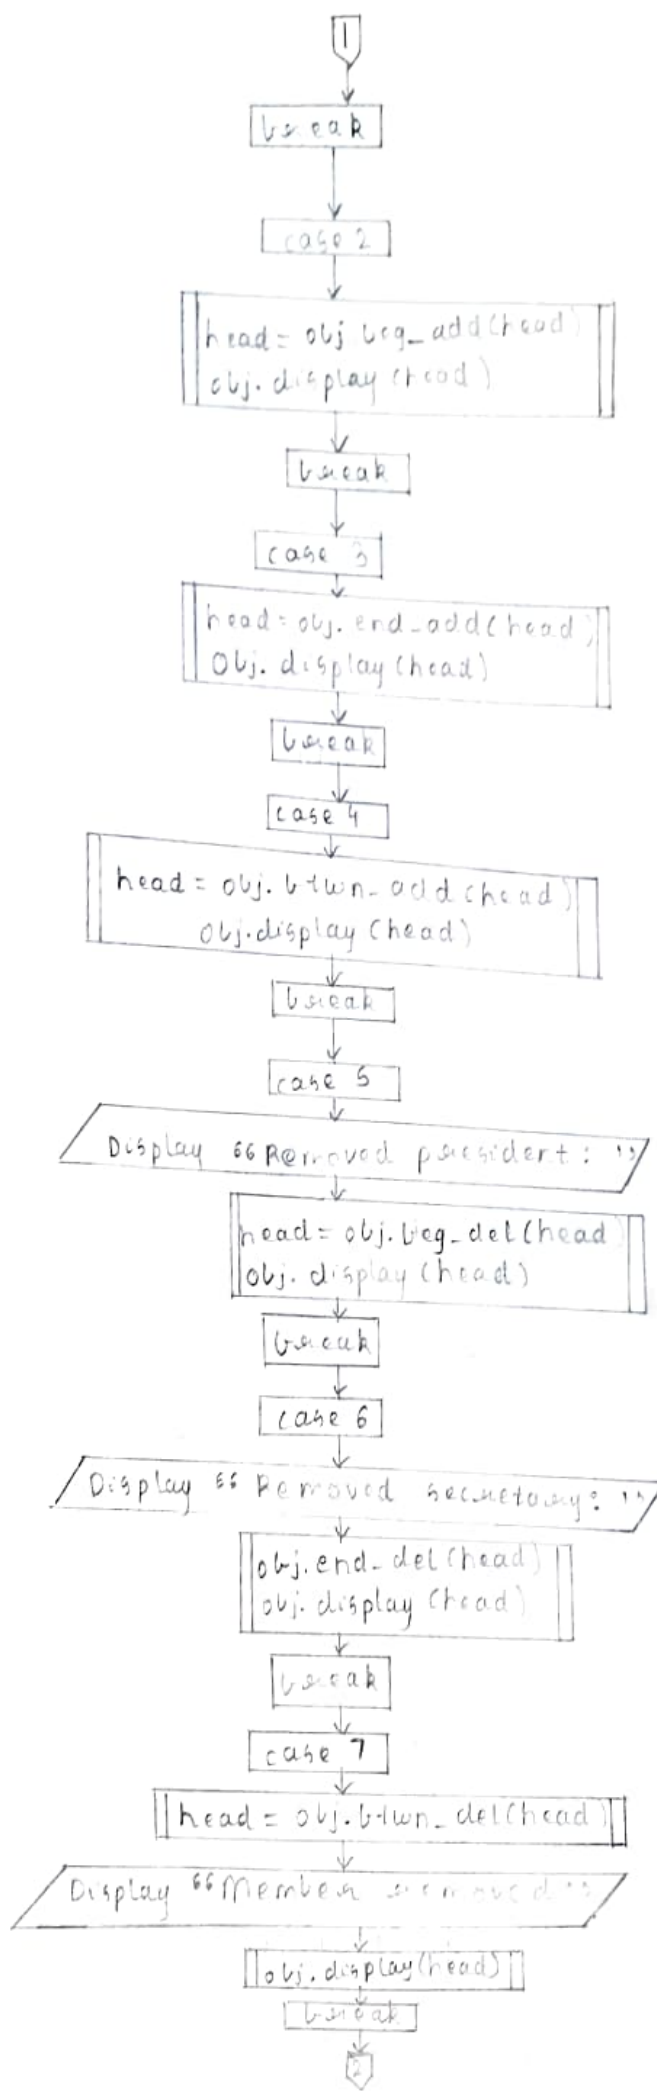 1
break
case 2
head = obj.beg_add(head)
obj.display(head)
break
case 3
head = obj.end_add(head)
obj.display(head)
break
case 4
head = obj.btwn_add(head)
obj.display(head)
break
case 5
Display "Removed president: "
head = obj.beg_del(head
obj.display(head)
break
case 6
Display "Removed secretary: "
obj.end_del(head)
obj.display(head)
break
case 7
head = obj.btwn_del(head)
Display "Member removed"
obj.display(head)
break
2